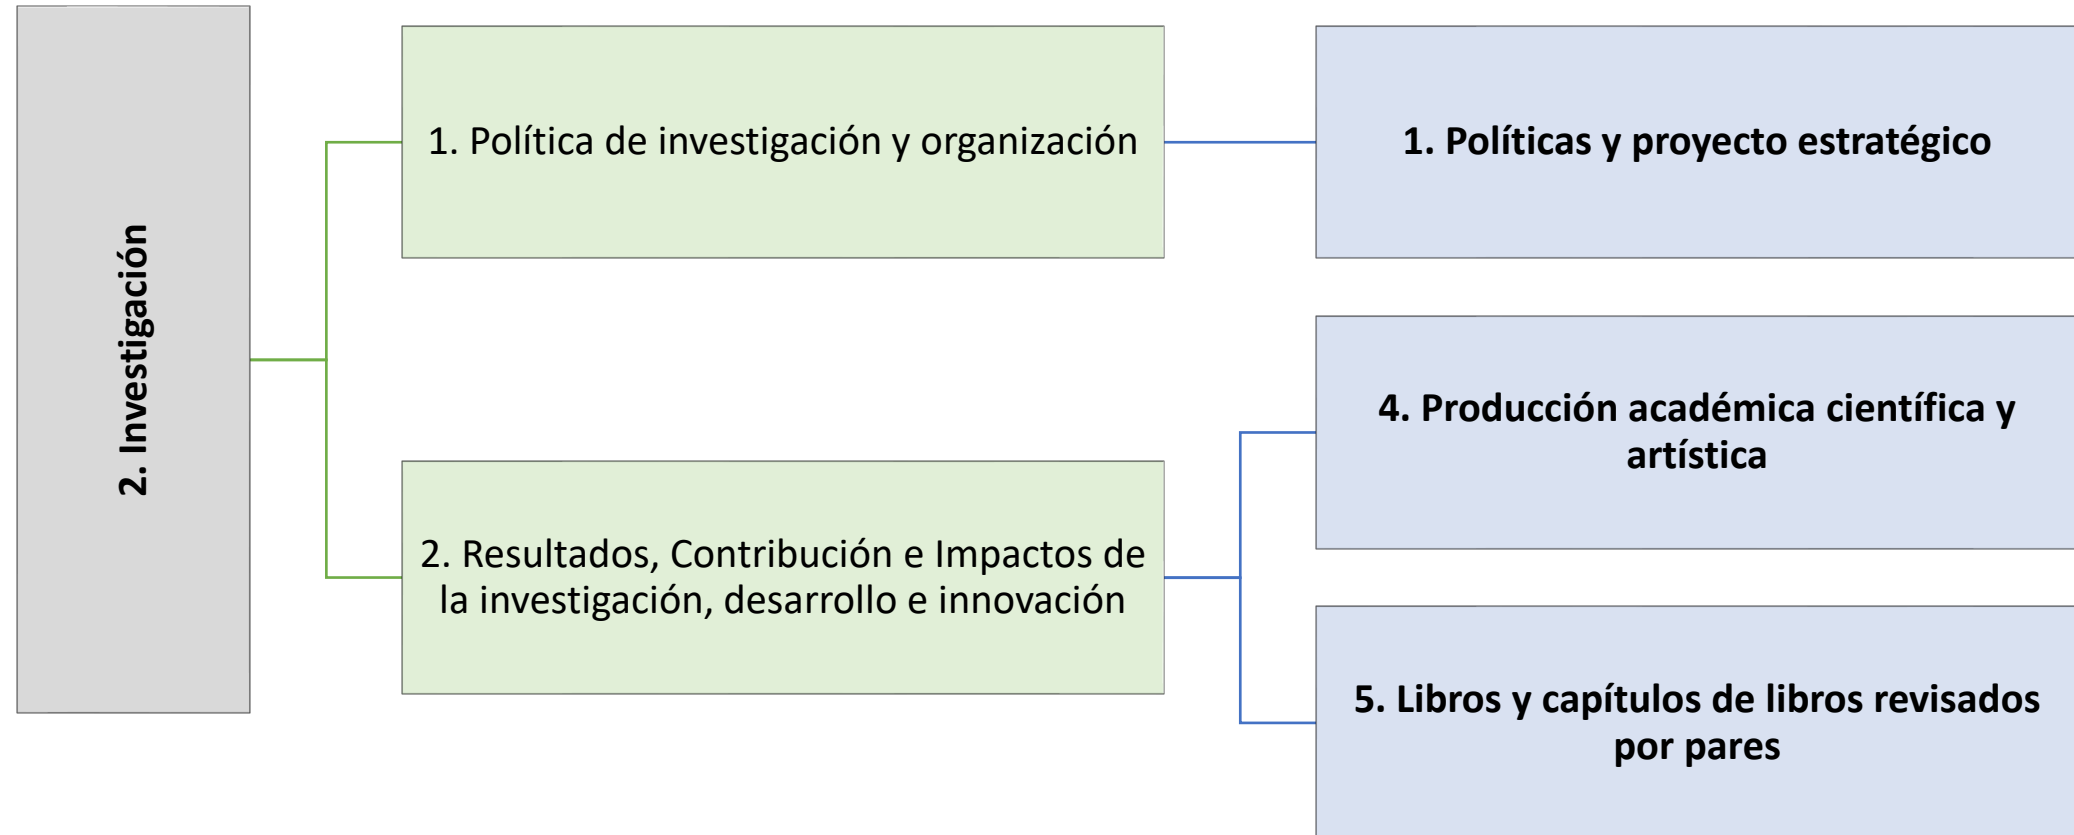 2. Investigación
1. Política de investigación y organización
1. Políticas y proyecto estratégico
2. Resultados, Contribución e Impactos de
la investigación, desarrollo e innovación
4. Producción académica científica y
artística
5. Libros y capítulos de libros revisados
por pares